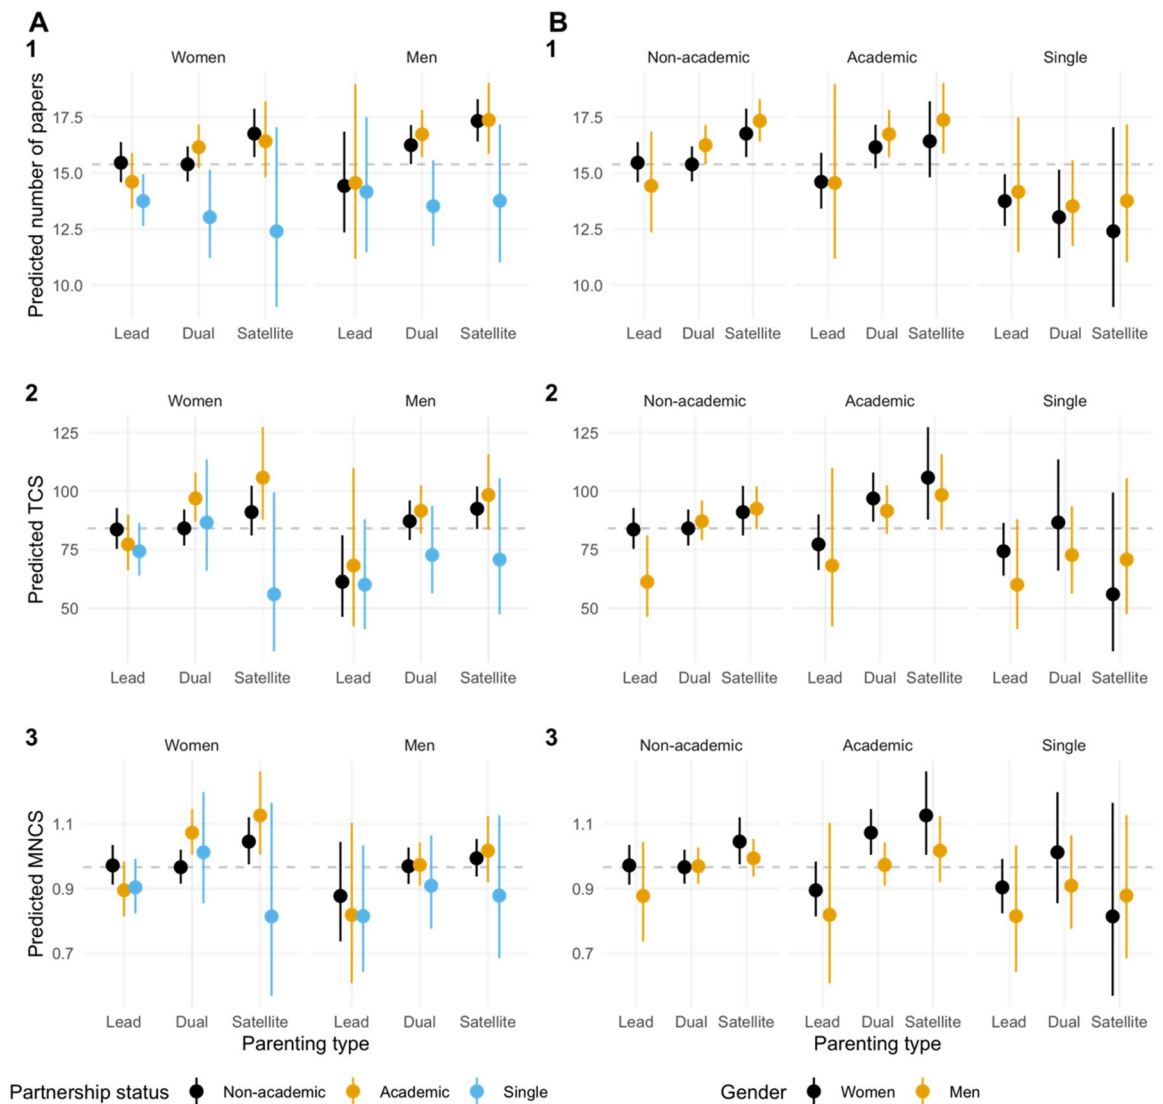 A B
1 1
Women Men Non-academic Academic Single
Predicted number of papers
17.5 17.5
15.0 15.0
12.5 12.5
10.0 10.0
Lead Dual Satellite Lead Dual Satellite Lead Dual Satellite Lead Dual Satellite Lead Dual Satellite
2 2
Women Men Non-academic Academic Single
Predicted TCS
125 125
100 100
75 75
50 50
Lead Dual Satellite Lead Dual Satellite Lead Dual Satellite Lead Dual Satellite Lead Dual Satellite
3 3
Women Men Non-academic Academic Single
Predicted MNCS
1.1 1.1
0.9 0.9
0.7 0.7
Lead Dual Satellite Lead Dual Satellite Lead Dual Satellite Lead Dual Satellite Lead Dual Satellite
Parenting type Parenting type
Partnership status Non-academic Academic Single Gender Women Men